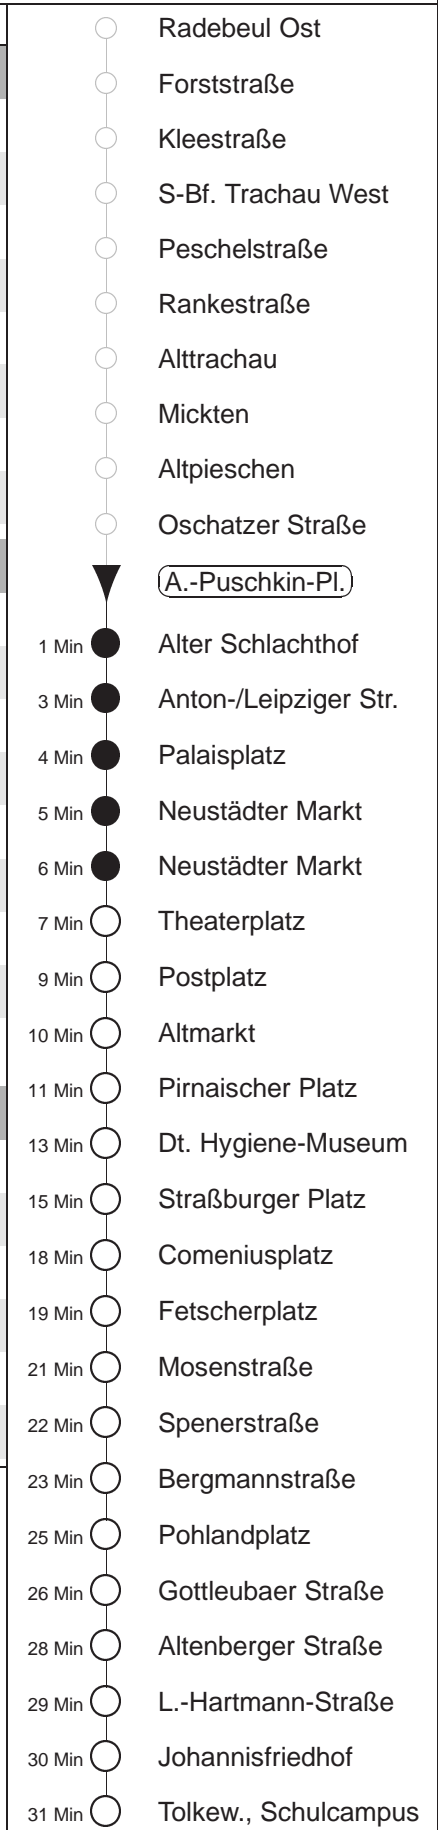 Radebeul Ost
Forststraße
Kleestraße
S-Bf. Trachau West
Peschelstraße
Rankestraße
Alttrachau
Mickten
Altpieschen
Oschatzer Straße
A.-Puschkin-Pl.
1 Min Alter Schlachthof
3 Min Anton-/Leipziger Str.
4 Min Palaisplatz
5 Min Neustädter Markt
6 Min Neustädter Markt
7 Min Theaterplatz
9 Min Postplatz
10 Min Altmarkt
11 Min Pirnaischer Platz
13 Min Dt. Hygiene-Museum
15 Min Straßburger Platz
18 Min Comeniusplatz
19 Min Fetscherplatz
21 Min Mosenstraße
22 Min Spenerstraße
23 Min Bergmannstraße
25 Min Pohlandplatz
26 Min Gottleubaer Straße
28 Min Altenberger Straße
29 Min L.-Hartmann-Straße
30 Min Johannisfriedhof
31 Min Tolkew., Schulcampus